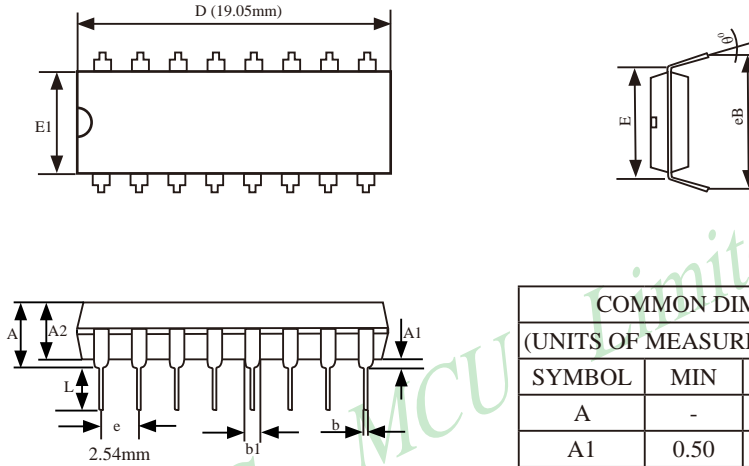 D (19.05mm)
E1
E
eB
θ⁰
A
A2
A1
L
e
2.54mm
b1
b
MCU Limit
COMMON DIM
(UNITS OF MEASURE
SYMBOL MIN
A -
A1 0.50